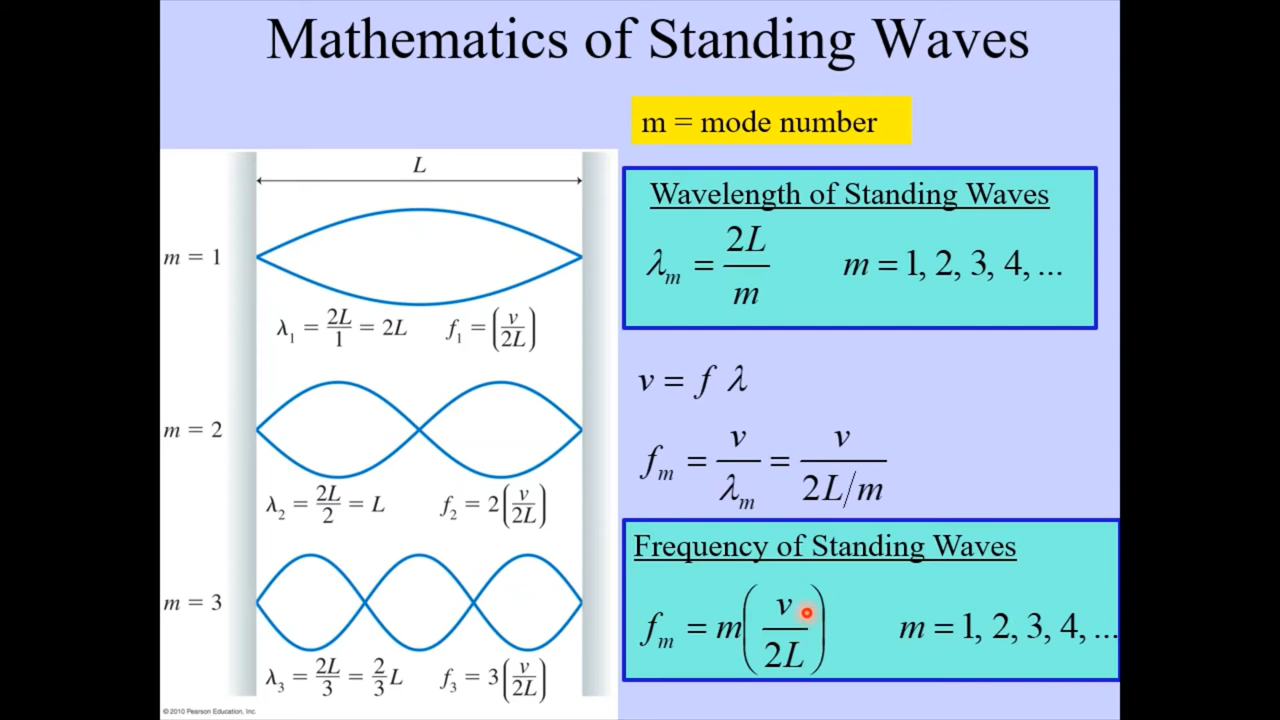 Mathematics of Standing Waves
m = mode number
L
m = 1
λ₁ = 2L/1 = 2L f₁ = (v/2L)
m = 2
λ₂ = 2L/2 = L f₂ = 2(v/2L)
m = 3
λ₃ = 2L/3 = 2/3 L f₃ = 3(v/2L)
© 2010 Pearson Education, Inc.
Wavelength of Standing Waves
λₘ = 2L/m m = 1, 2, 3, 4, ...
v = f λ
fₘ = v/λₘ = v/(2L/m)
Frequency of Standing Waves
fₘ = m(v/2L) m = 1, 2, 3, 4, ...